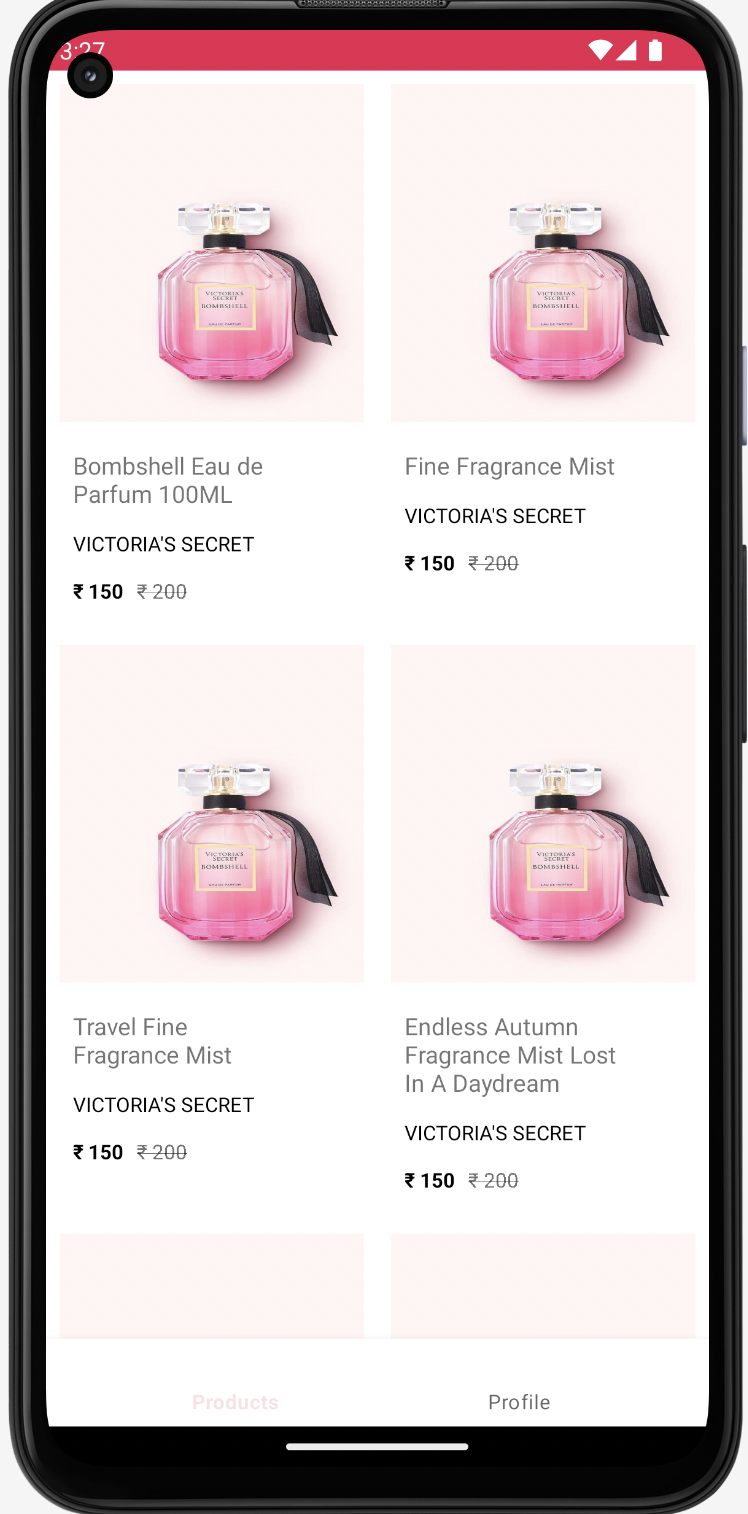 3:27
VICTORIA'S
SECRET
BOMBSHELL
EAU DE PARFUM
VICTORIA'S
SECRET
BOMBSHELL
EAU DE PARFUM
Bombshell Eau de
Parfum 100ML
VICTORIA'S SECRET
₹ 150 ₹ 200
Fine Fragrance Mist
VICTORIA'S SECRET
₹ 150 ₹ 200
VICTORIA'S
SECRET
BOMBSHELL
EAU DE PARFUM
VICTORIA'S
SECRET
BOMBSHELL
EAU DE PARFUM
Travel Fine
Fragrance Mist
VICTORIA'S SECRET
₹ 150 ₹ 200
Endless Autumn
Fragrance Mist Lost
In A Daydream
VICTORIA'S SECRET
₹ 150 ₹ 200
Products
Profile